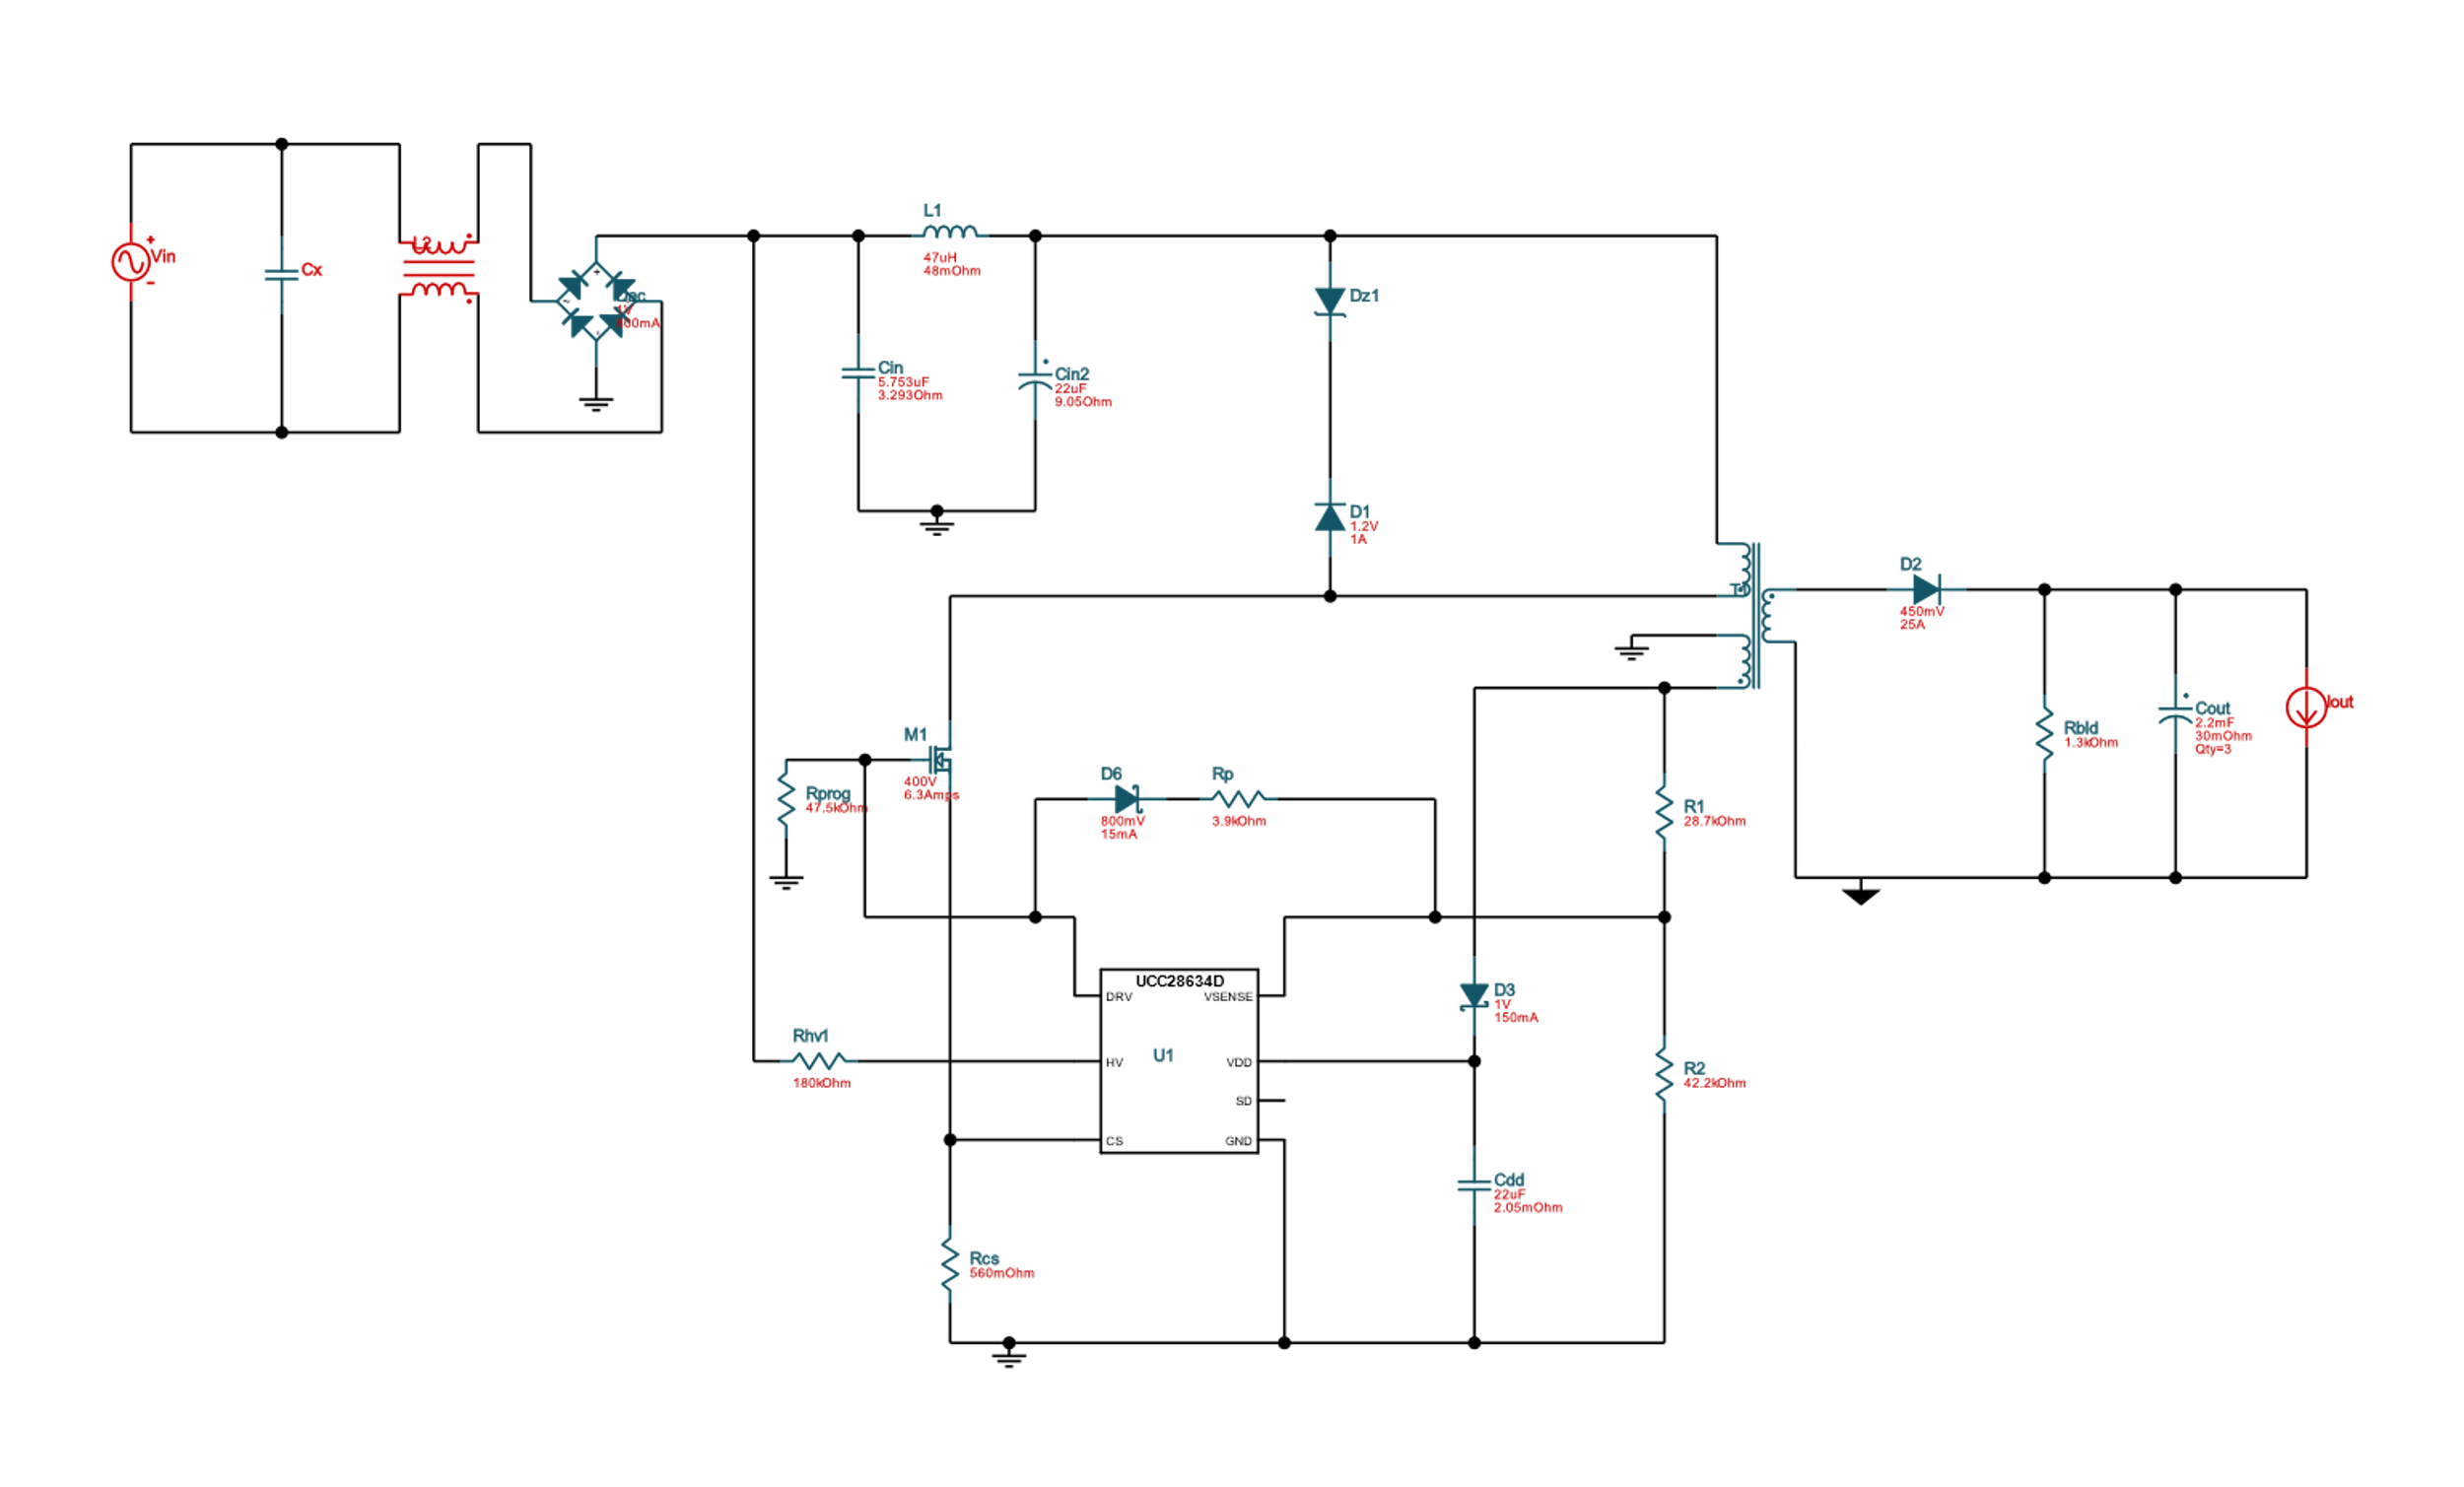 Vin
+
-
Cx
L2
~
+
1V
L1
47uH
48mOhm
Cin
5.753uF
3.293Ohm
Cin2
22uF
9.05Ohm
Dz1
D1
1.2V
1A
T1
D2
450mV
25A
Rbld
1.3kOhm
Cout
2.2mF
30mOhm
Qty=3
Iout
M1
400V
6.3Amps
Rprog
47.5kOhm
D6
800mV
15mA
Rp
3.9kOhm
R1
28.7kOhm
UCC28634D
DRV
VSENSE
HV
U1
VDD
SD
CS
GND
Rhv1
180kOhm
D3
1V
150mA
R2
42.2kOhm
Cdd
22uF
2.05mOhm
Rcs
560mOhm